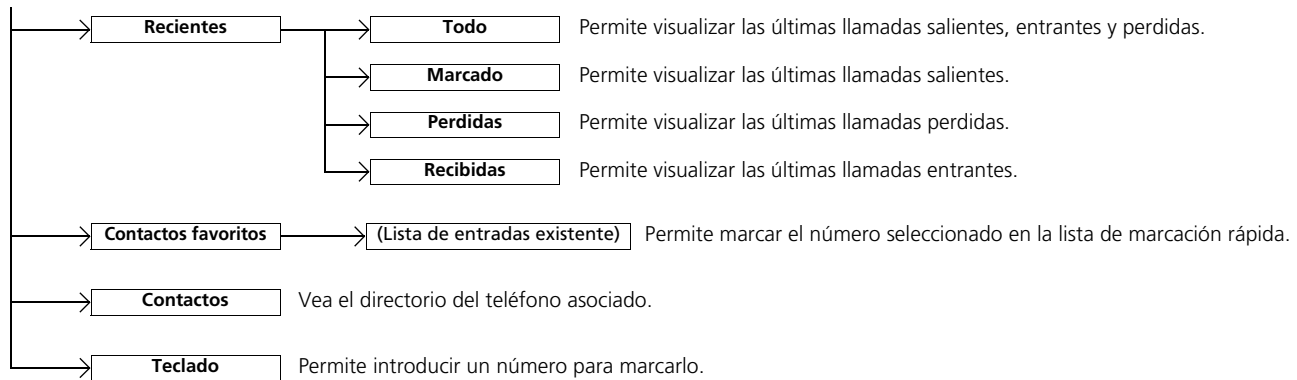 Recientes Todo Permite visualizar las últimas llamadas salientes, entrantes y perdidas.
Marcado Permite visualizar las últimas llamadas salientes.
Perdidas Permite visualizar las últimas llamadas perdidas.
Recibidas Permite visualizar las últimas llamadas entrantes.
Contactos favoritos (Lista de entradas existente) Permite marcar el número seleccionado en la lista de marcación rápida.
Contactos Vea el directorio del teléfono asociado.
Teclado Permite introducir un número para marcarlo.